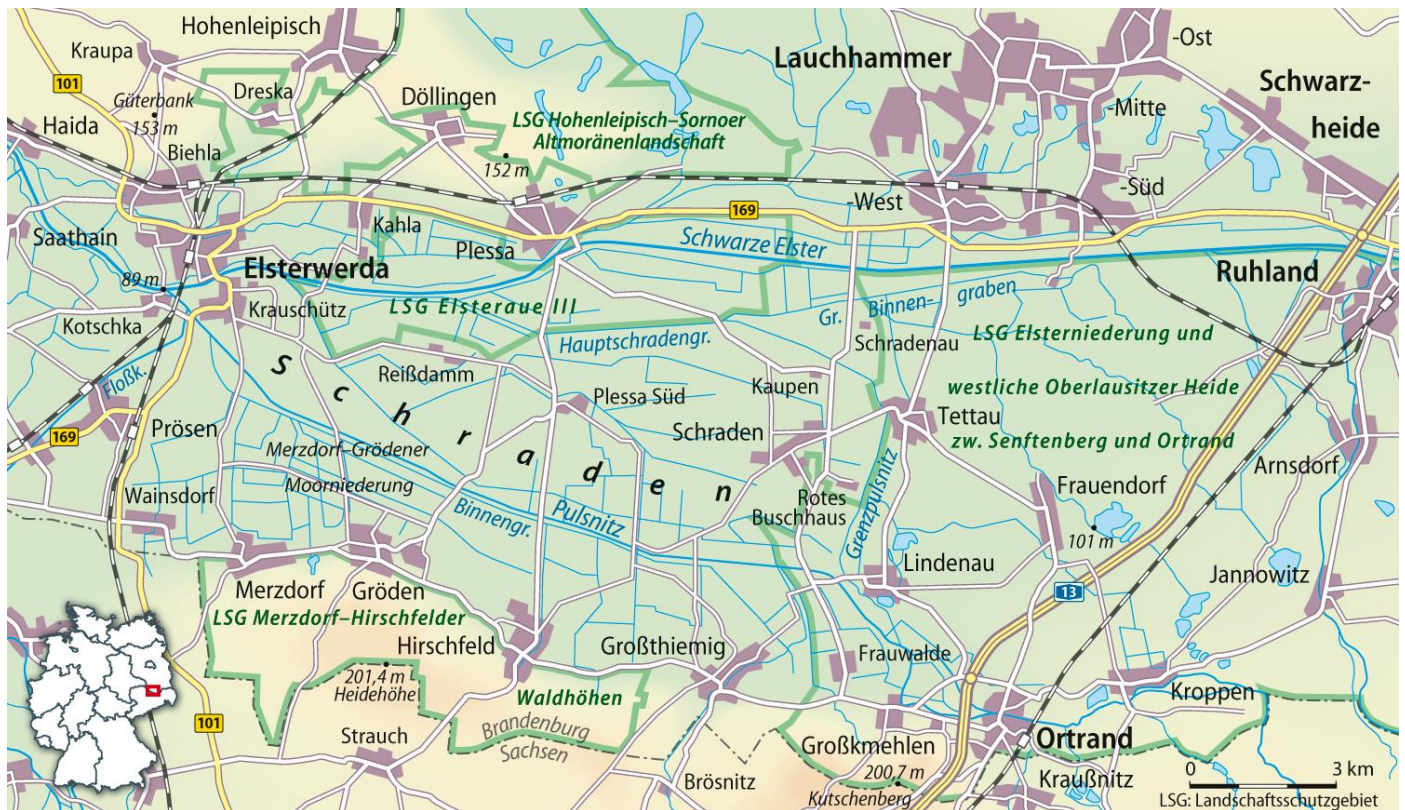 Hohenleipisch
Kraupa
101
Güterbank
153 m
Dreska
Haida
Biehla
Döllingen
LSG Hohenleipisch–Sornoer
Altmoränenlandschaft
152 m
Lauchhammer
-Ost
-Mitte
Schwarz-
heide
-Süd
-West
169
Saathain
Kahla
Plessa
Schwarze Elster
Elsterwerda
89 m
Ruhland
Krauschütz
LSG Elsteraue III
Kotschka
Gr. Binnen- graben
Hauptschradengr.
Schradenau
LSG Elsterniederung und
westliche Oberlausitzer Heide
zw. Senftenberg und Ortrand
Floßk.
Reißdamm
Kaupen
Plessa Süd
Schraden
Tettau
169
Prösen
Merzdorf–Grödener
Moorniederung
Schraden
Arnsdorf
Wainsdorf
Binnengr.
Pulsnitz
Rotes
Buschhaus
Grenzpulsnitz
Frauendorf
101 m
Lindenau
Jannowitz
13
Merzdorf
Gröden
LSG Merzdorf–Hirschfelder
Hirschfeld
Großthiemig
Frauwalde
201,4 m
Heidehöhe
Waldhöhen
Kroppen
101
Brandenburg
Sachsen
Strauch
Großkmehlen
Ortrand
200,7 m
Kutschenberg
Brösnitz
Kraußnitz
0 3 km
LSG: Landschaftsschutzgebiet